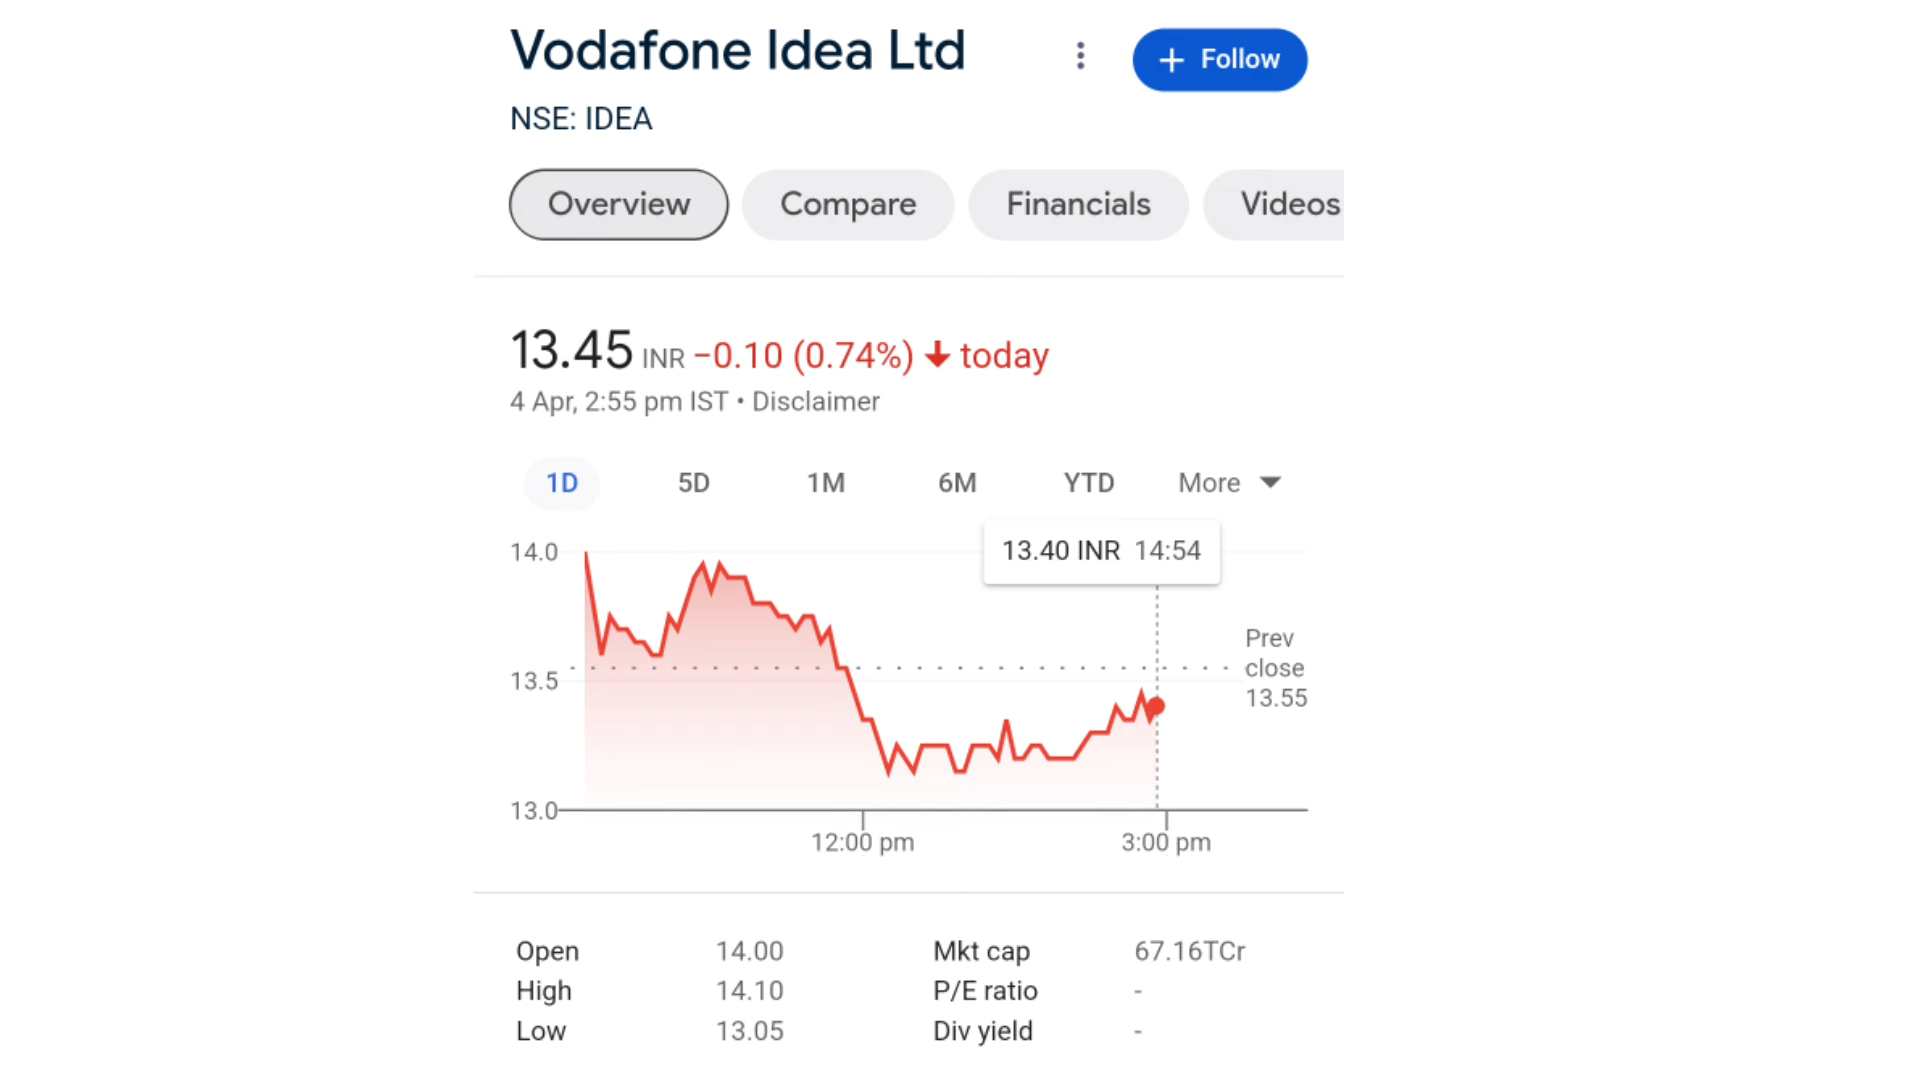 Vodafone Idea Ltd
+ Follow
NSE: IDEA
Overview Compare Financials Videos
13.45 INR −0.10 (0.74%) ↓ today
4 Apr, 2:55 pm IST • Disclaimer
1D 5D 1M 6M YTD More
13.40 INR 14:54
14.0
13.5
13.0
Prev
close
13.55
12:00 pm 3:00 pm
Open 14.00 Mkt cap 67.16TCr
High 14.10 P/E ratio -
Low 13.05 Div yield -